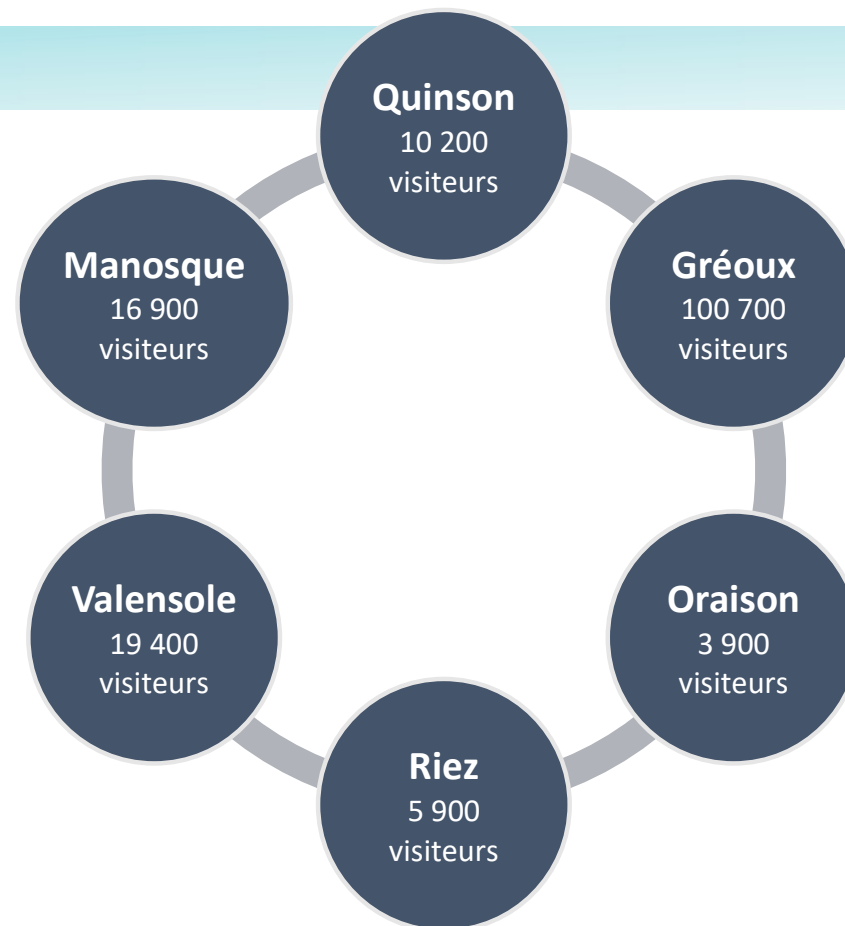 Quinson
10 200
visiteurs
Gréoux
100 700
visiteurs
Oraison
3 900
visiteurs
Riez
5 900
visiteurs
Valensole
19 400
visiteurs
Manosque
16 900
visiteurs